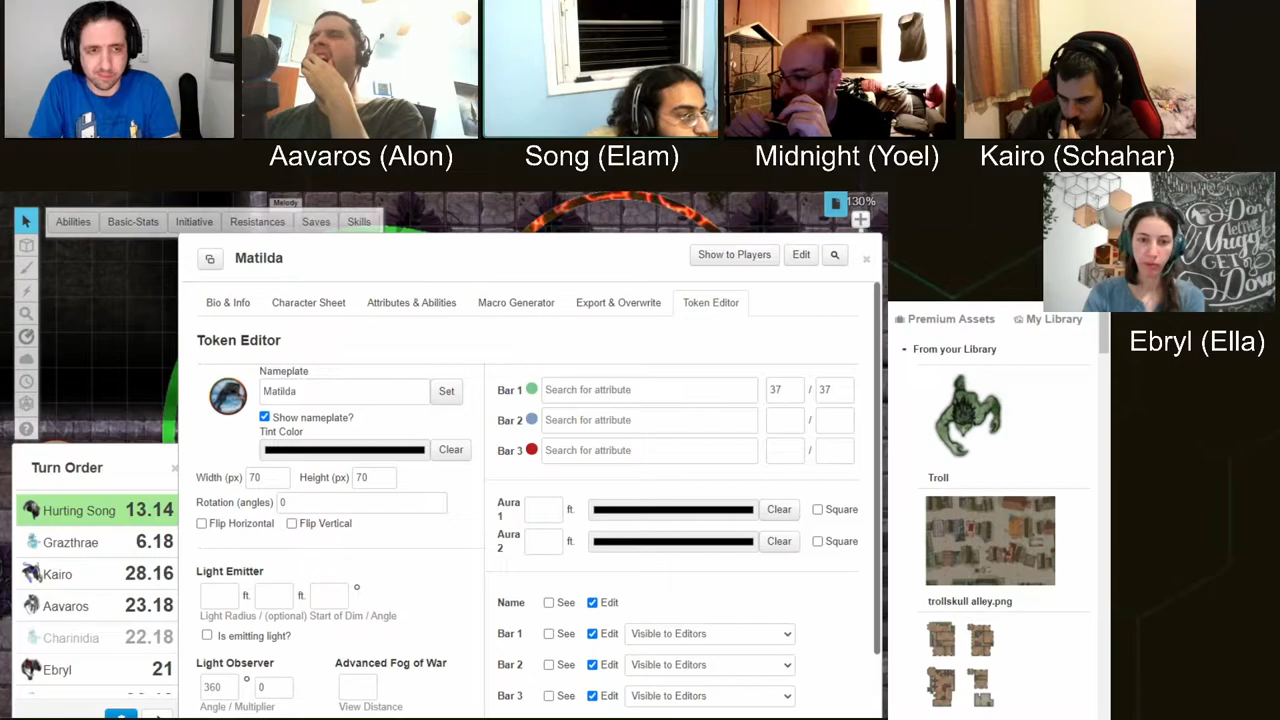 Aavaros (Alon)
Song (Elam)
Midnight (Yoel)
Kairo (Schahar)
Don
let the
Muggl
GET
Down
Ebryl (Ella)
Melody
130%
Abilities
Basic-Stats
Initiative
Resistances
Saves
Skills
Matilda
Show to Players
Edit
Bio & Info
Character Sheet
Attributes & Abilities
Macro Generator
Export & Overwrite
Token Editor
Token Editor
Nameplate
Matilda
Set
Show nameplate?
Tint Color
Clear
Width (px) 70 Height (px) 70
Rotation (angles) 0
Flip Horizontal Flip Vertical
Light Emitter
ft. ft. °
Light Radius / (optional) Start of Dim / Angle
Is emitting light?
Light Observer
360 ° 0
Angle / Multiplier
Advanced Fog of War
View Distance
Bar 1 Search for attribute 37 / 37
Bar 2 Search for attribute /
Bar 3 Search for attribute /
Aura 1 ft. Clear Square
Aura 2 ft. Clear Square
Name See Edit
Bar 1 See Edit Visible to Editors
Bar 2 See Edit Visible to Editors
Bar 3 See Edit Visible to Editors
Turn Order
Hurting Song 13.14
Grazthrae 6.18
Kairo 28.16
Aavaros 23.18
Charinidia 22.18
Ebryl 21
Premium Assets
My Library
From your Library
Troll
trollskull alley.png